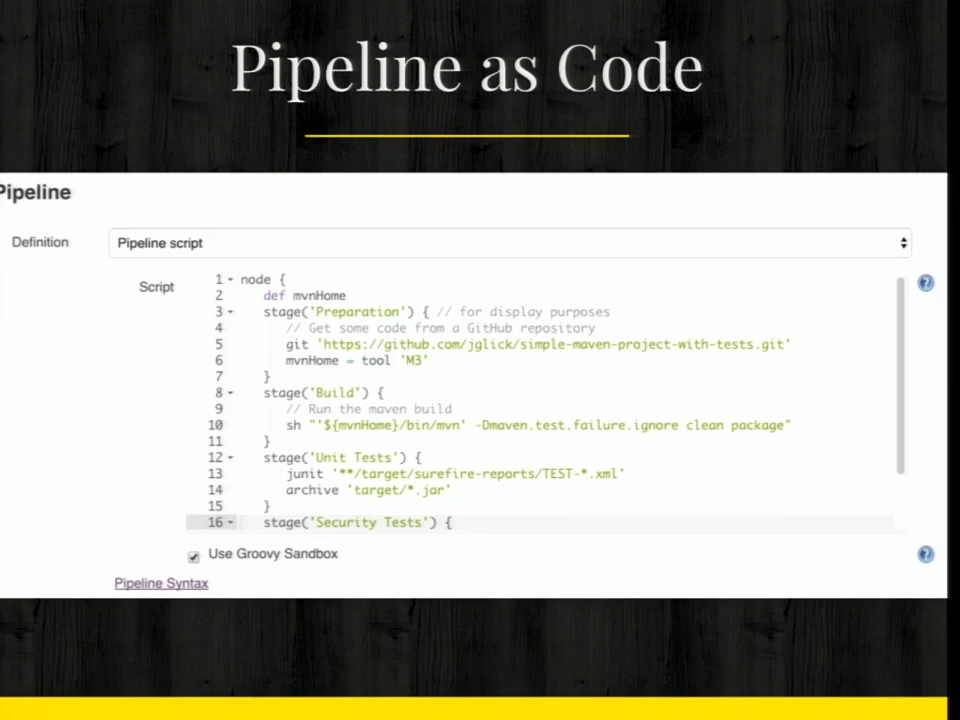 Pipeline as Code
Pipeline
Definition
Pipeline script
Script
1 node {
2 def mvnHome
3 stage('Preparation') { // for display purposes
4 // Get some code from a GitHub repository
5 git 'https://github.com/jglick/simple-maven-project-with-tests.git'
6 mvnHome = tool 'M3'
7 }
8 stage('Build') {
9 // Run the maven build
10 sh "'${mvnHome}/bin/mvn' -Dmaven.test.failure.ignore clean package"
11 }
12 stage('Unit Tests') {
13 junit '**/target/surefire-reports/TEST-*.xml'
14 archive 'target/*.jar'
15 }
16 stage('Security Tests') {
Use Groovy Sandbox
Pipeline Syntax